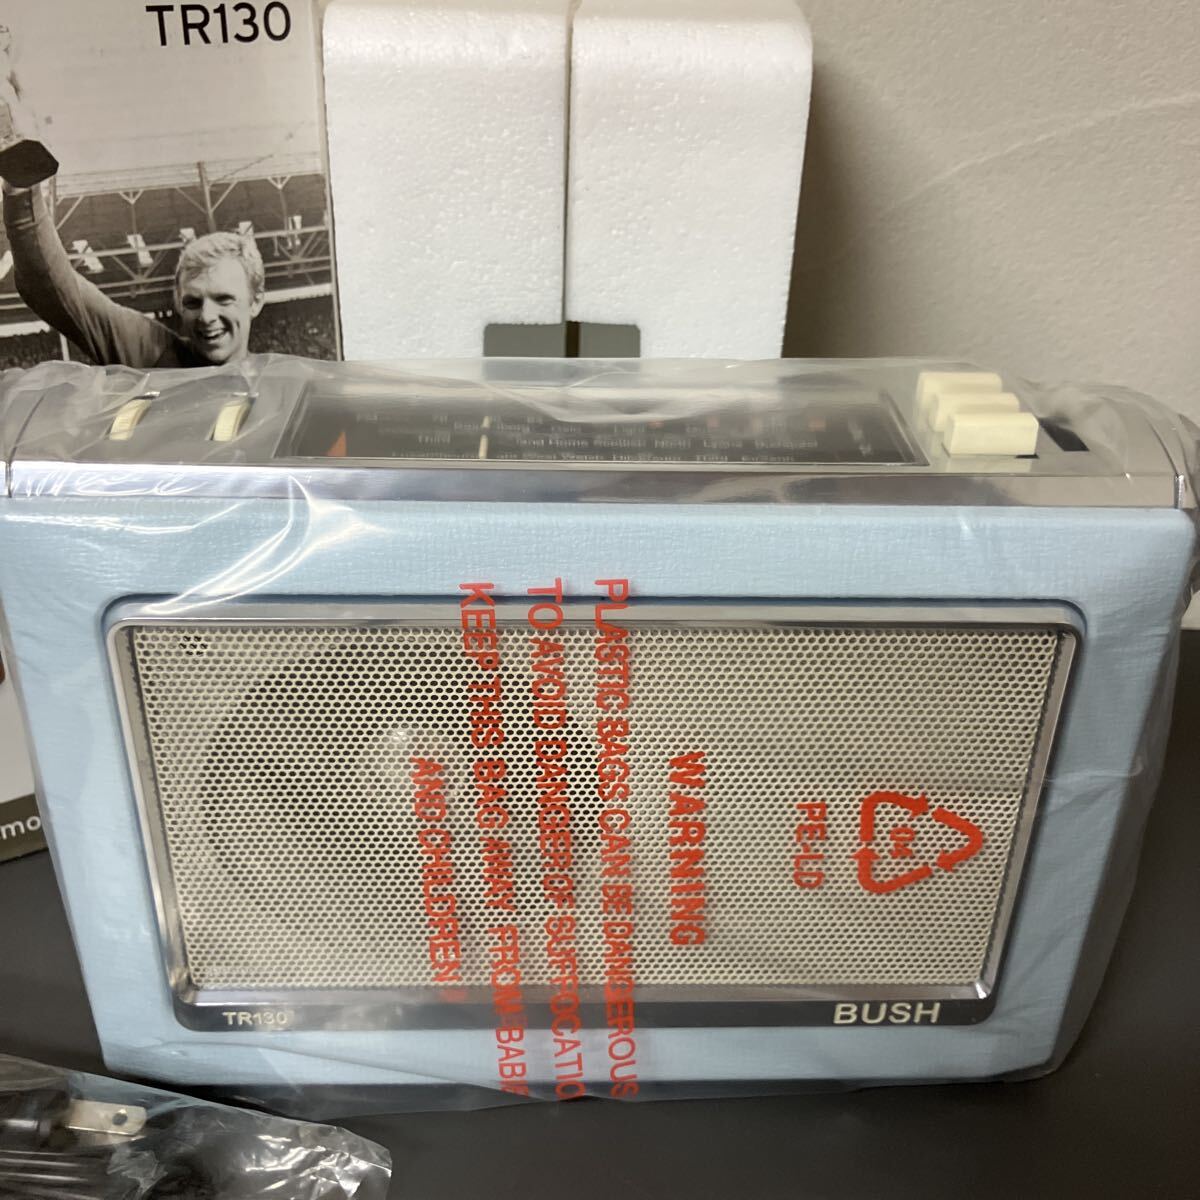 TR130
PLASTIC BAGS CAN BE DANGEROUS
TO AVOID DANGER OF SUFFOCATIO
KEEP THIS BAG AWAY FROM BABIE
AND CHILDREN
WARNING
04
PE-LD
TR130
BUSH
mo